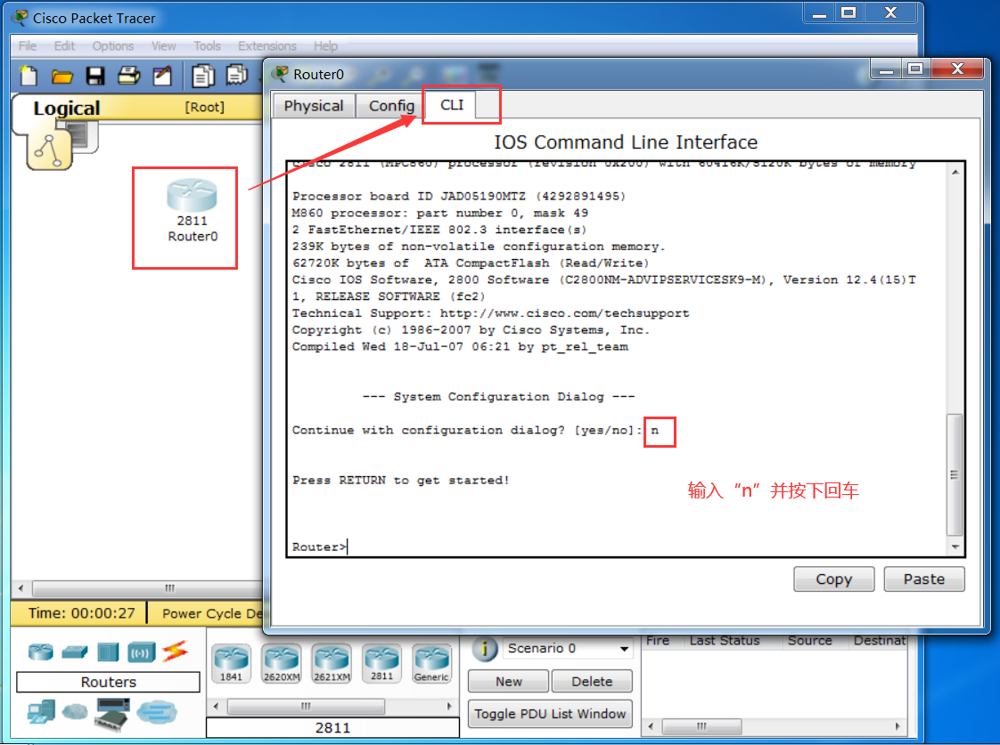 Cisco Packet Tracer
File Edit Options View Tools Extensions Help
Router0
Logical
[Root]
Physical Config CLI
IOS Command Line Interface
2811
Router0
cisco 2811 (MPC860) processor (revision 0x200) with 60416K/5120K bytes of memory
Processor board ID JAD05190MTZ (4292891495)
M860 processor: part number 0, mask 49
2 FastEthernet/IEEE 802.3 interface(s)
239K bytes of non-volatile configuration memory.
62720K bytes of  ATA CompactFlash (Read/Write)
Cisco IOS Software, 2800 Software (C2800NM-ADVIPSERVICESK9-M), Version 12.4(15)T
1, RELEASE SOFTWARE (fc2)
Technical Support: http://www.cisco.com/techsupport
Copyright (c) 1986-2007 by Cisco Systems, Inc.
Compiled Wed 18-Jul-07 06:21 by pt_rel_team
--- System Configuration Dialog ---
Continue with configuration dialog? [yes/no]: n
Press RETURN to get started!
输入“n”并按下回车
Router>
Copy Paste
Time: 00:00:27 Power Cycle De
Routers
1841 2620XM 2621XM 2811 Generic
2811
Scenario 0
New Delete
Toggle PDU List Window
Fire Last Status Source Destinat